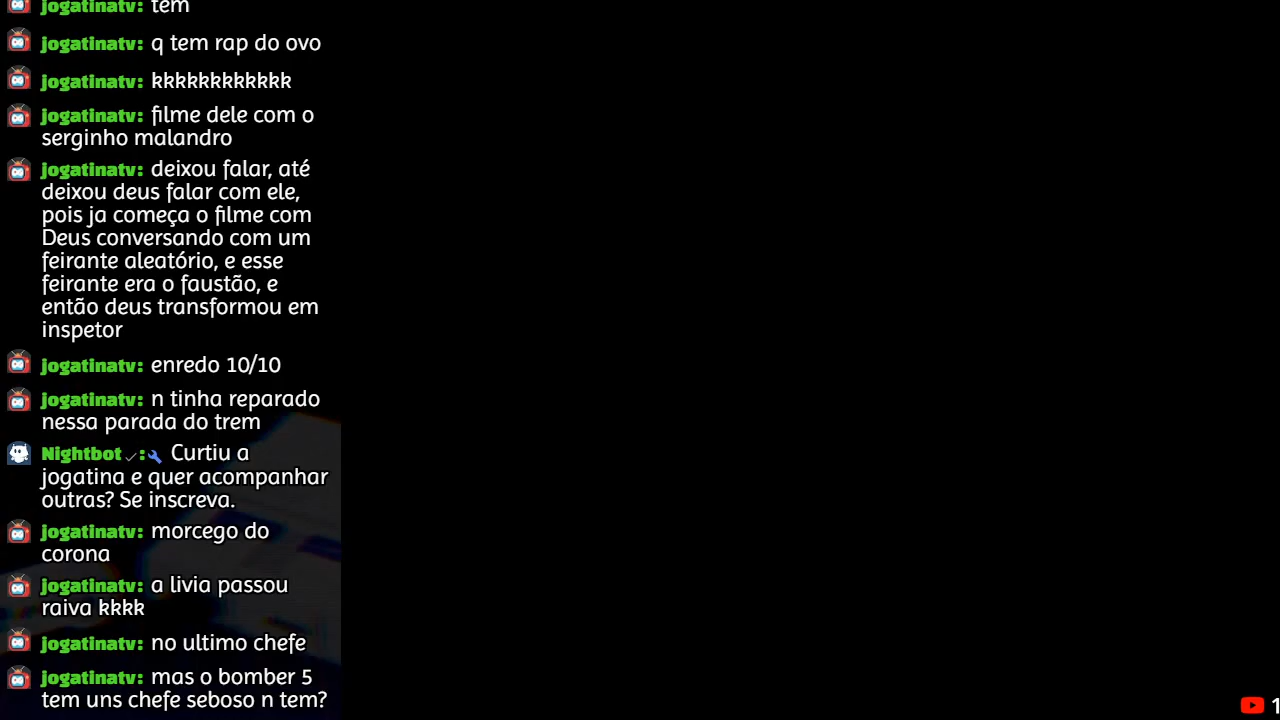 jogatinatv: tem
jogatinatv: q tem rap do ovo
jogatinatv: kkkkkkkkkkkk
jogatinatv: filme dele com o
serginho malandro
jogatinatv: deixou falar, até
deixou deus falar com ele,
pois ja começa o filme com
Deus conversando com um
feirante aleatório, e esse
feirante era o faustão, e
então deus transformou em
inspetor
jogatinatv: enredo 10/10
jogatinatv: n tinha reparado
nessa parada do trem
Nightbot ✓: Curtiu a
jogatina e quer acompanhar
outras? Se inscreva.
jogatinatv: morcego do
corona
jogatinatv: a livia passou
raiva kkkk
jogatinatv: no ultimo chefe
jogatinatv: mas o bomber 5
tem uns chefe seboso n tem?
1